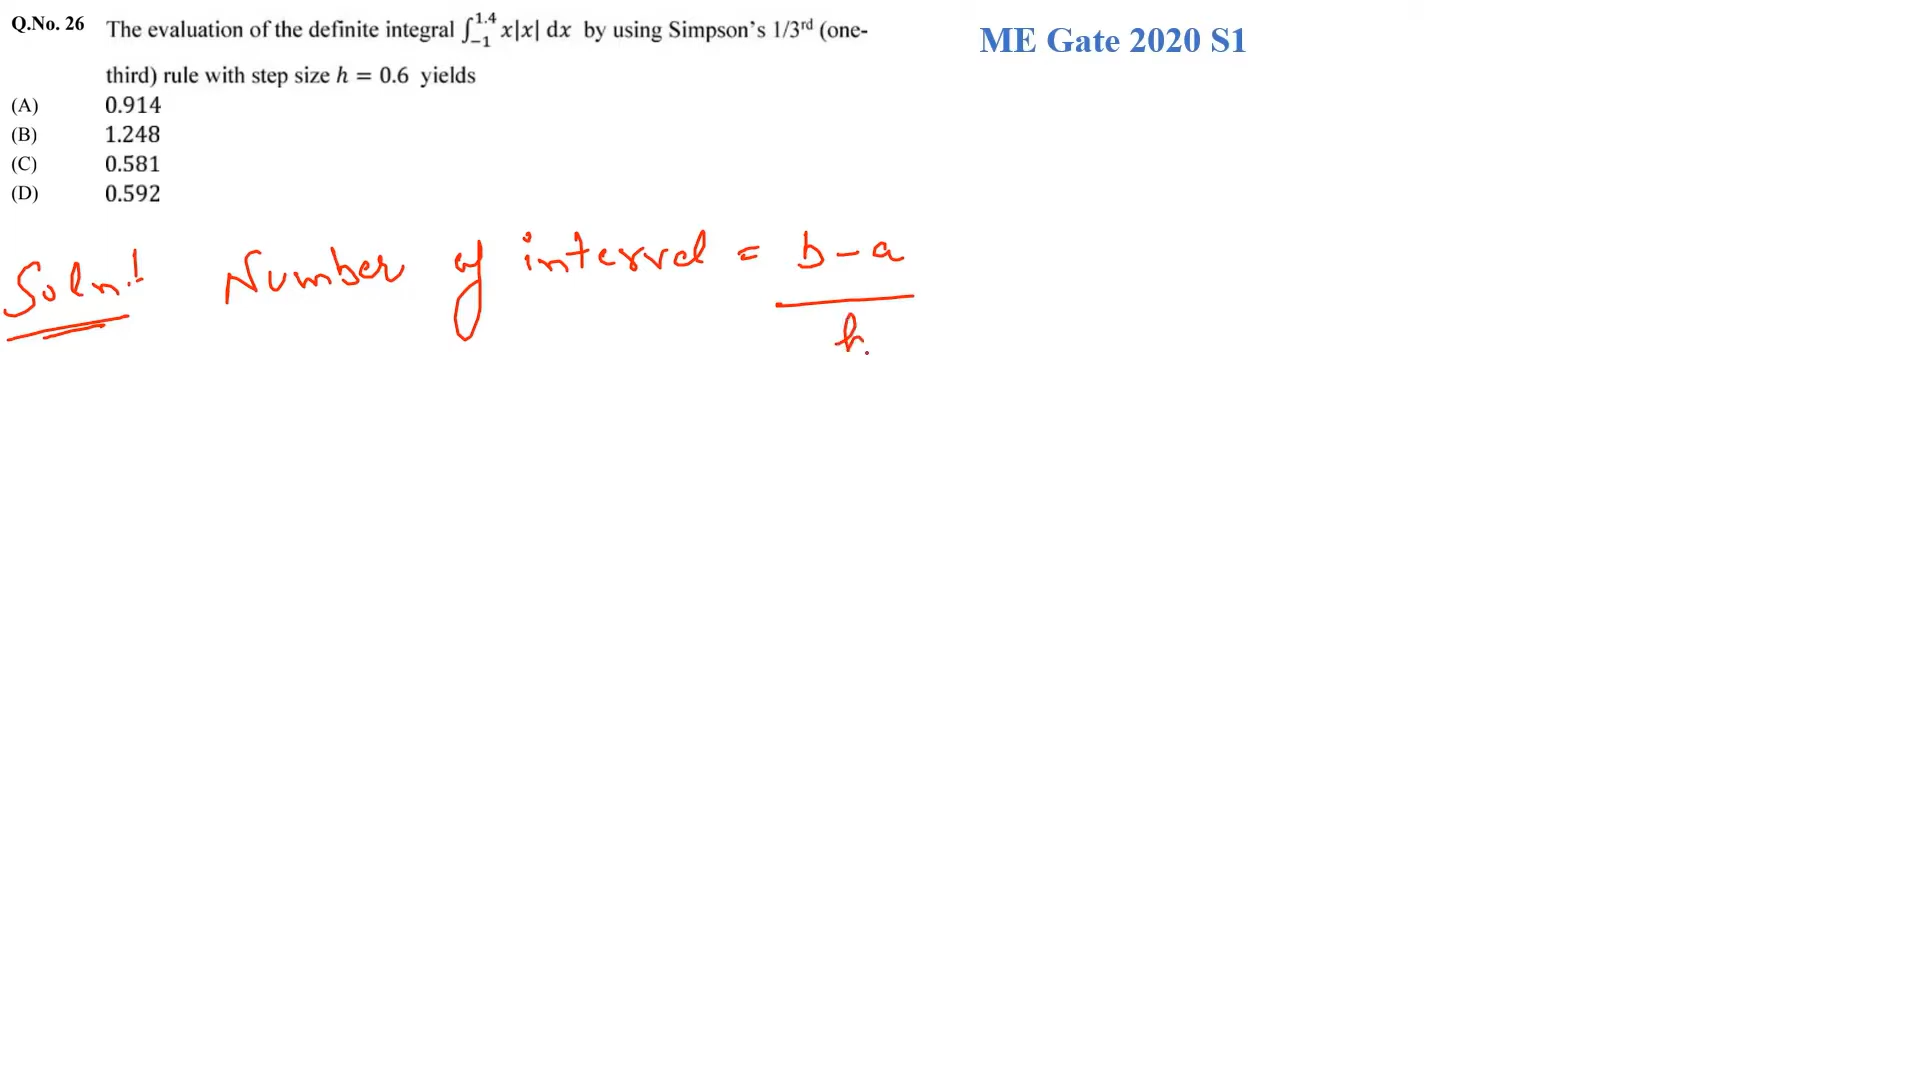 Q.No. 26 The evaluation of the definite integral ∫₋₁^1.4 x|x| dx by using Simpson’s 1/3rd (one-
third) rule with step size h = 0.6 yields
(A) 0.914
(B) 1.248
(C) 0.581
(D) 0.592
ME Gate 2020 S1
Soln! Number of interval = b-a
h.